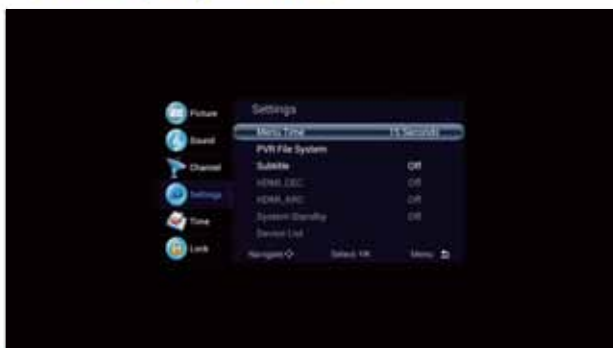 Picture
Sound
Channel
Settings
Time
Lock
Settings
Menu Time 15 Seconds
PVR File System
Subtitle Off
HDMI_CEC Off
HDMI_ARC Off
System Standby Off
Device List
Navigate Select: OK Menu